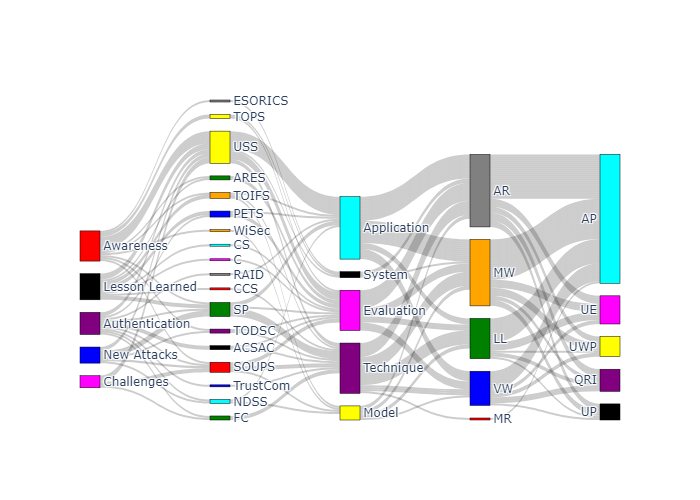 Awareness
Lesson Learned
Authentication
New Attacks
Challenges
ESORICS
TOPS
USS
ARES
TOIFS
PETS
WiSec
CS
C
RAID
CCS
SP
TODSC
ACSAC
SOUPS
TrustCom
NDSS
FC
Application
System
Evaluation
Technique
Model
AR
MW
LL
VW
MR
AP
UE
UWP
QRI
UP